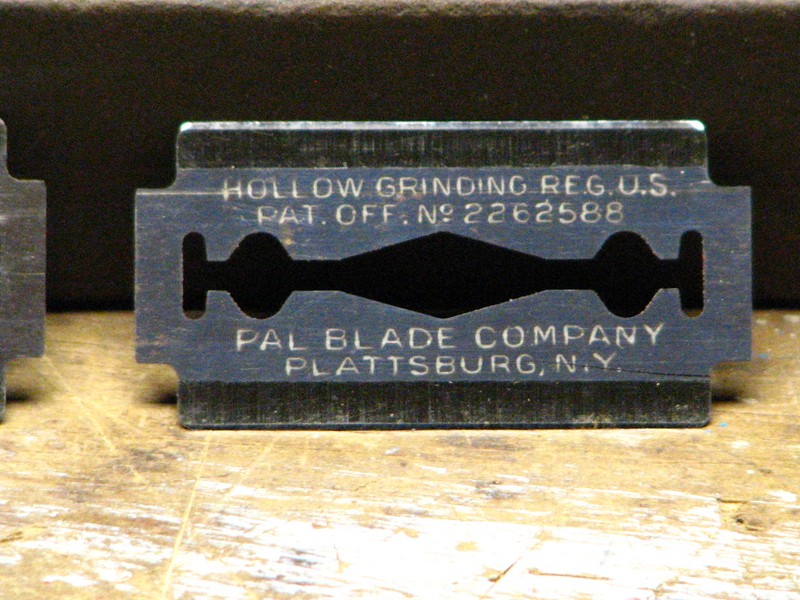 HOLLOW GRINDING REG. U.S.
PAT. OFF. Nº 2262588
PAL BLADE COMPANY
PLATTSBURG, N.Y.